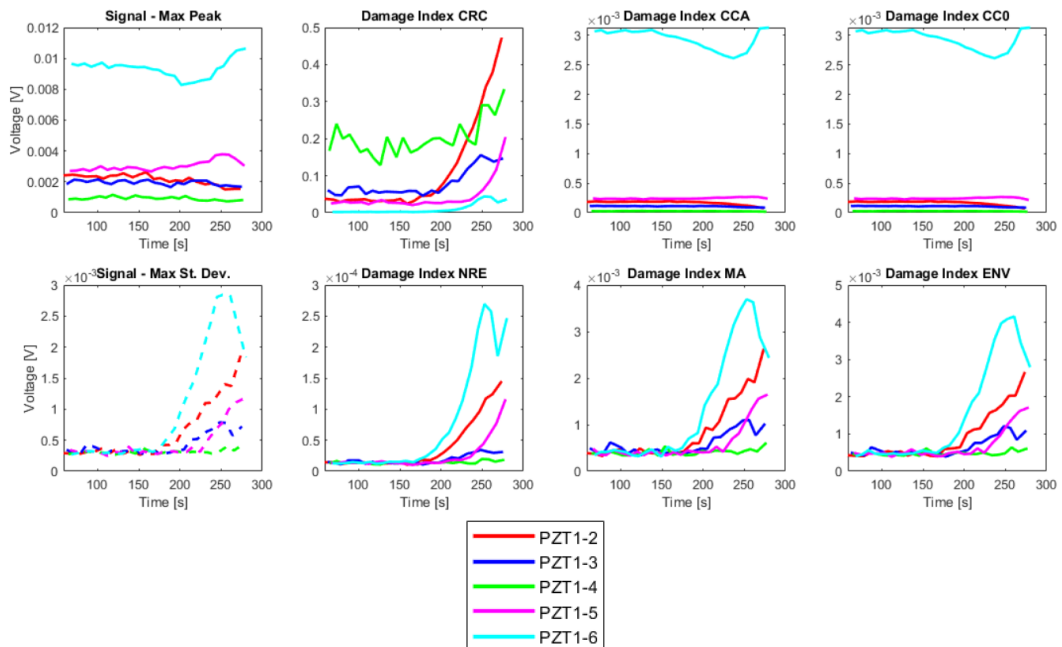 Signal - Max Peak
Damage Index CRC
Damage Index CCA
Damage Index CC0
0.012
0.01
0.008
0.006
0.004
0.002
0
Voltage [V]
100 150 200 250 300
Time [s]
0.5
0.4
0.3
0.2
0.1
0
100 150 200 250 300
Time [s]
×10-3
3
2.5
2
1.5
1
0.5
0
100 150 200 250 300
Time [s]
×10-3
3
2.5
2
1.5
1
0.5
0
100 150 200 250 300
Time [s]
Signal - Max St. Dev.
Damage Index NRE
Damage Index MA
Damage Index ENV
×10-3
3
2.5
2
1.5
1
0.5
0
Voltage [V]
100 150 200 250 300
Time [s]
×10-4
3
2.5
2
1.5
1
0.5
0
100 150 200 250 300
Time [s]
×10-3
4
3
2
1
0
100 150 200 250 300
Time [s]
×10-3
5
4
3
2
1
0
100 150 200 250 300
Time [s]
PZT1-2
PZT1-3
PZT1-4
PZT1-5
PZT1-6